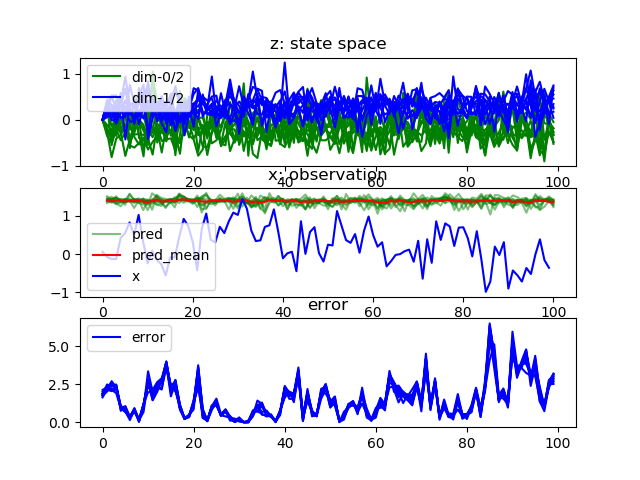 z: state space
1
0
−1
dim-0/2
dim-1/2
0 20 40 60 80 100
x: observation
1
0
−1
pred
pred_mean
x
0 20 40 60 80 100
error
5.0
2.5
0.0
error
0 20 40 60 80 100